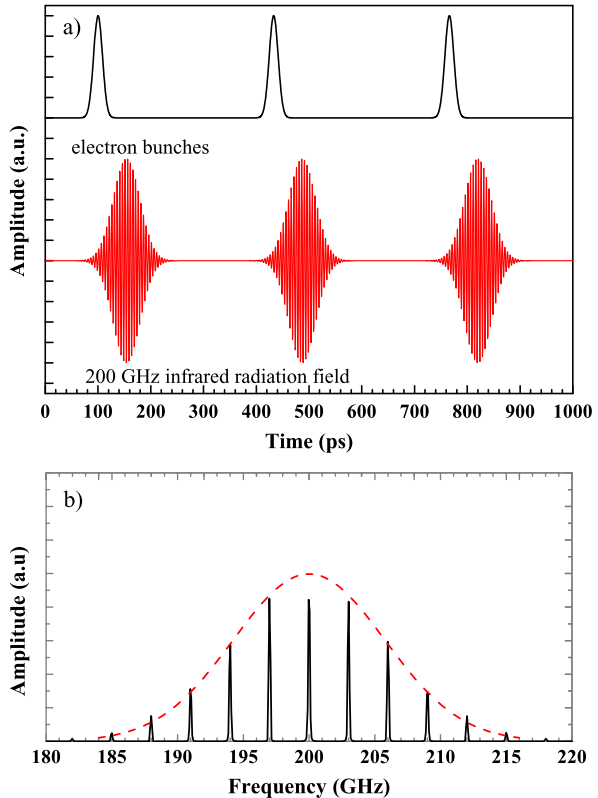 a)
Amplitude (a.u.)
electron bunches
200 GHz infrared radiation field
0 100 200 300 400 500 600 700 800 900 1000
Time (ps)
b)
Amplitude (a.u)
180 185 190 195 200 205 210 215 220
Frequency (GHz)